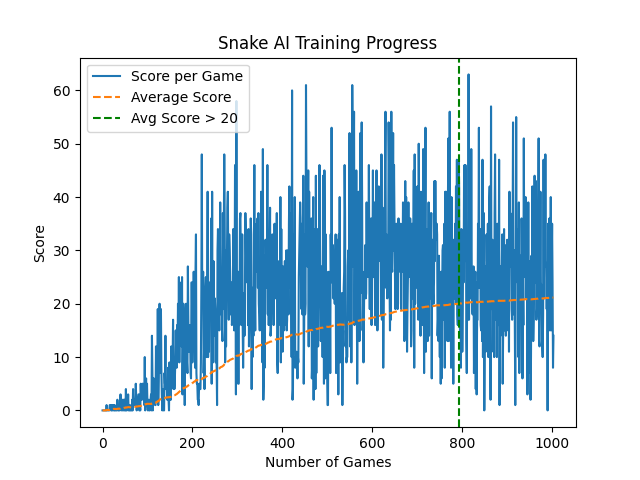 Snake AI Training Progress
Score per Game
Average Score
Avg Score > 20
60
50
40
30
20
10
0
Score
0 200 400 600 800 1000
Number of Games